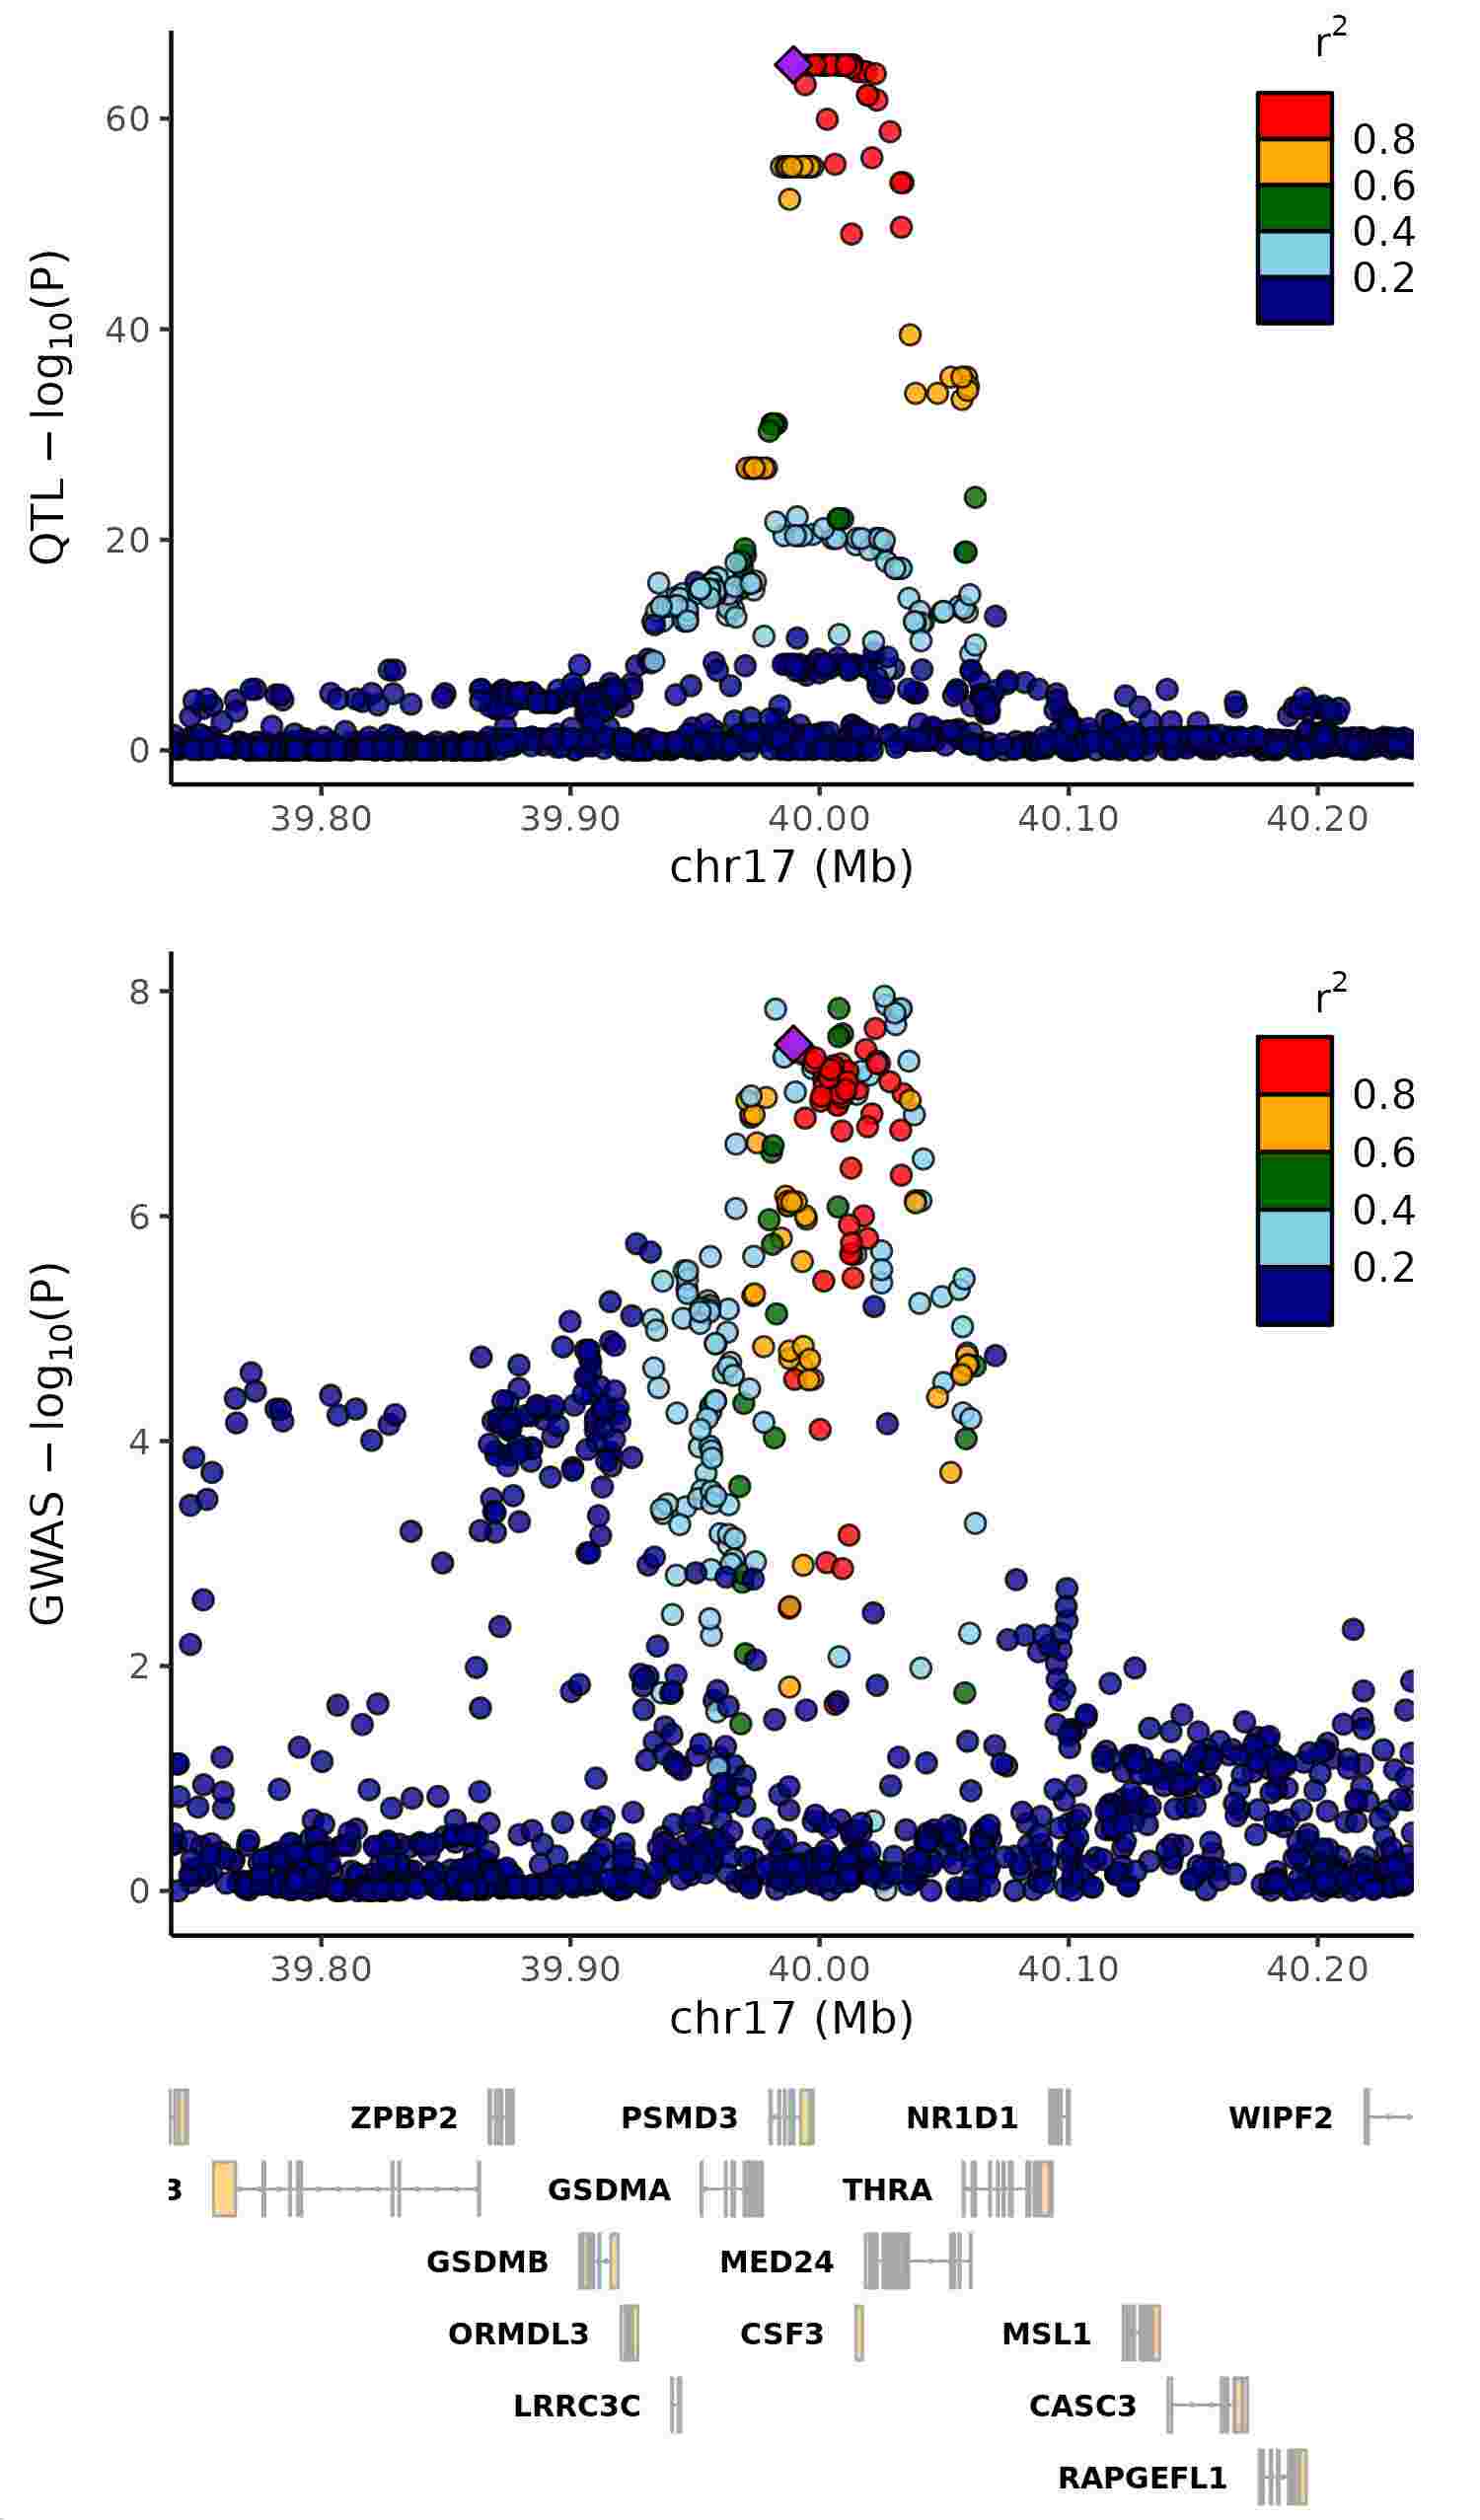 r²
0.8
0.6
0.4
0.2
60
40
20
0
QTL −log₁₀(P)
39.80 39.90 40.00 40.10 40.20
chr17 (Mb)
r²
0.8
0.6
0.4
0.2
8
6
4
2
0
GWAS −log₁₀(P)
39.80 39.90 40.00 40.10 40.20
chr17 (Mb)
ZPBP2 PSMD3 NR1D1 WIPF2
3 GSDMA THRA
GSDMB MED24
ORMDL3 CSF3 MSL1
LRRC3C CASC3
RAPGEFL1